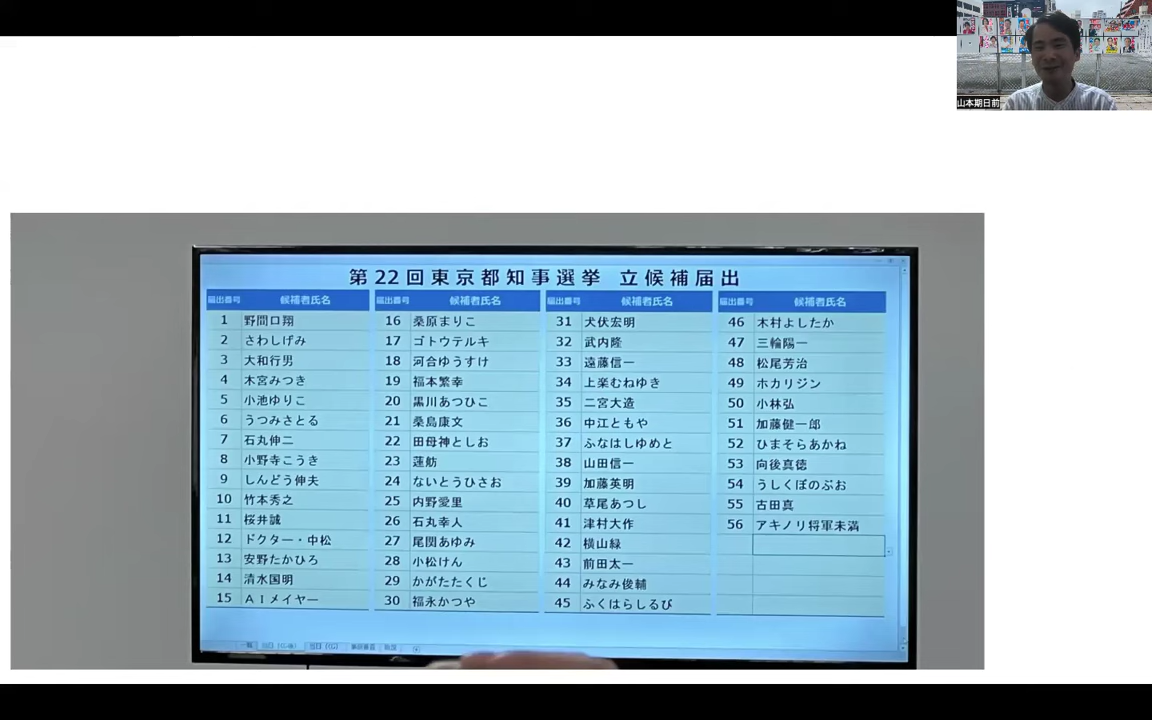 山本期日前
第22回東京都知事選挙 立候補届出
届出番号 候補者氏名 届出番号 候補者氏名 届出番号 候補者氏名 届出番号 候補者氏名
1 野間口翔 16 桑原まりこ 31 犬伏宏明 46 木村よしたか
2 さわしげみ 17 ゴトウテルキ 32 武内隆 47 三輪陽一
3 大和行男 18 河合ゆうすけ 33 遠藤信一 48 松尾芳治
4 木宮みつき 19 福本繁幸 34 上楽むねゆき 49 ホカリジン
5 小池ゆりこ 20 黒川あつひこ 35 二宮大造 50 小林弘
6 うつみさとる 21 桑島康文 36 中江ともや 51 加藤健一郎
7 石丸伸二 22 田母神としお 37 ふなはしゆめと 52 ひまそらあかね
8 小野寺こうき 23 蓮舫 38 山田信一 53 向後真徳
9 しんどう伸夫 24 ないとうひさお 39 加藤英明 54 うしくぼのぶお
10 竹本秀之 25 内野愛里 40 草尾あつし 55 古田真
11 桜井誠 26 石丸幸人 41 津村大作 56 アキノリ将軍未満
12 ドクター・中松 27 尾関あゆみ 42 横山緑
13 安野たかひろ 28 小松けん 43 前田太一
14 清水国明 29 かがたたくじ 44 みなみ俊輔
15 AIメイヤー 30 福永かつや 45 ふくはらしるび